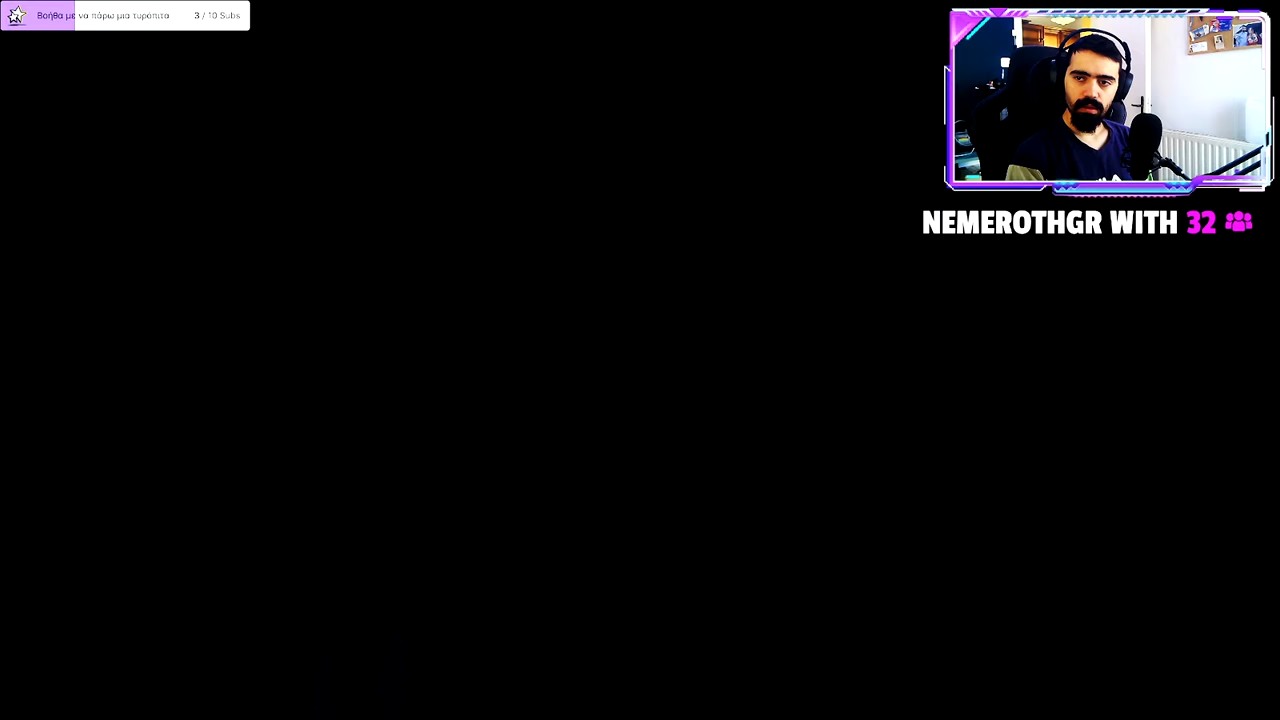 Βοήθα με να πάρω μια τυρόπιτα 3 / 10 Subs
NEMEROTHGR WITH 32